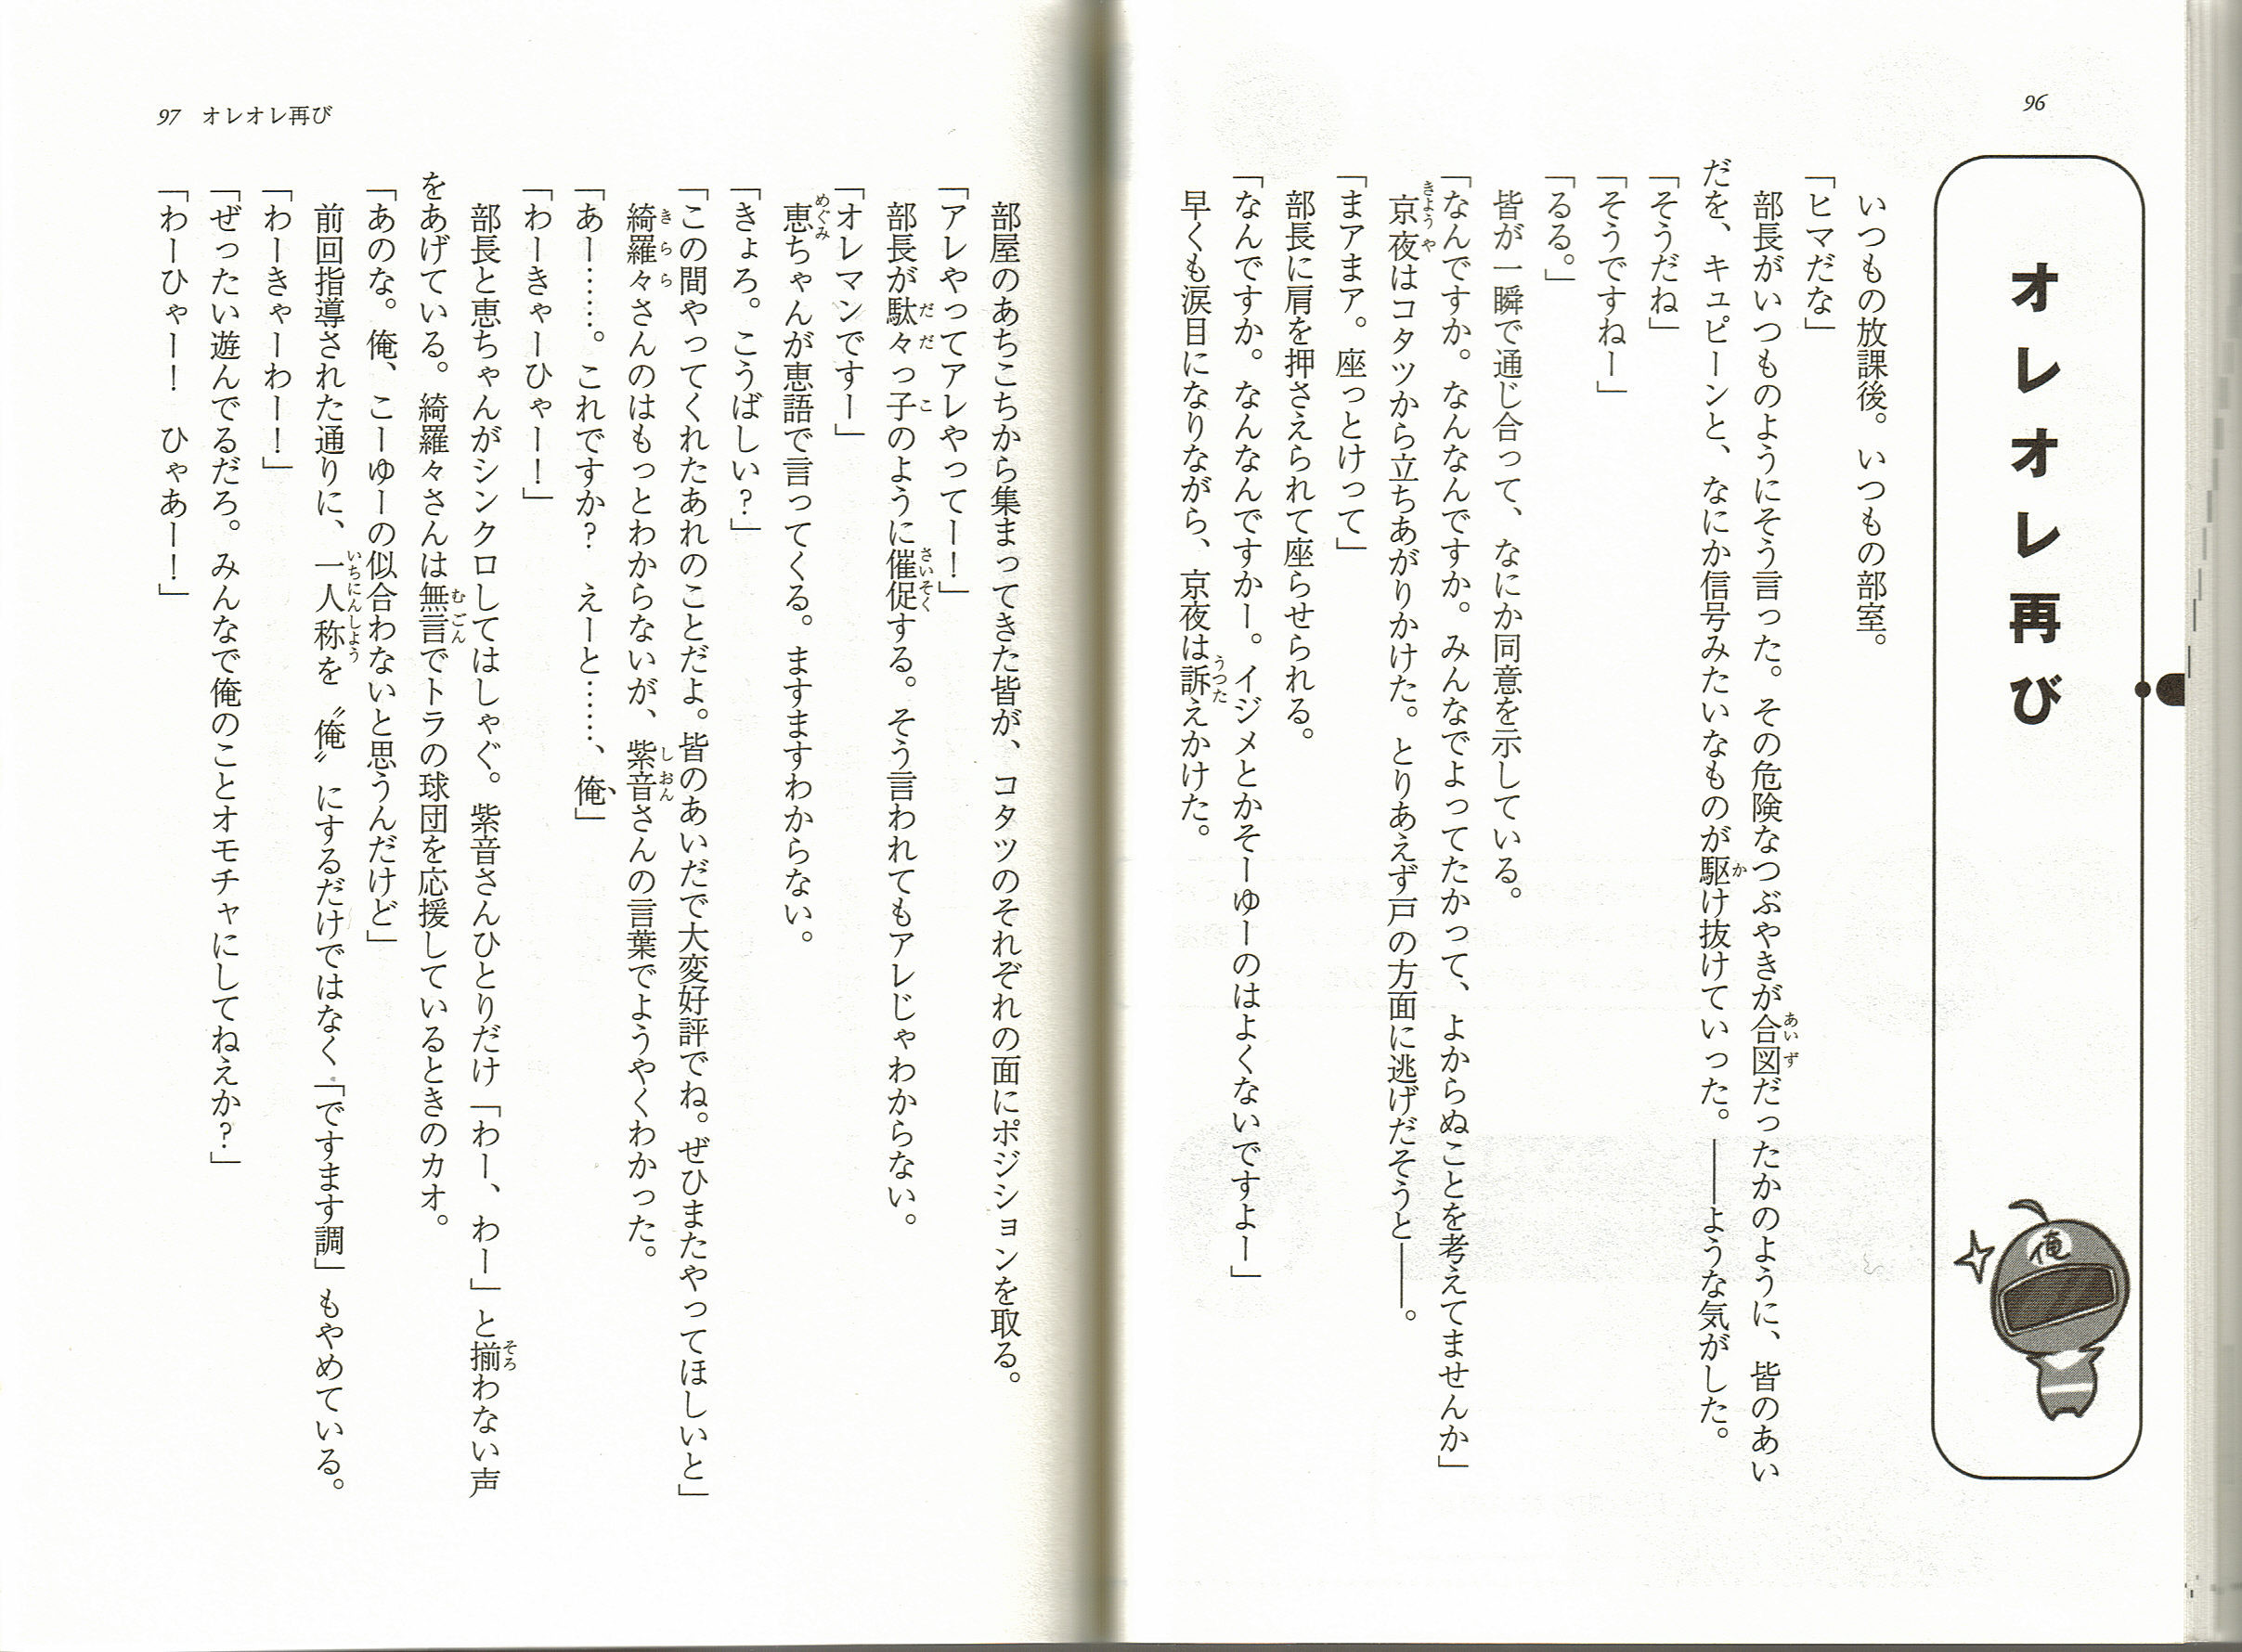 96
オレオレ再び
俺
いつもの放課後。いつもの部室。
「ヒマだな」
部長がいつものようにそう言った。その危険なつぶやきが合図だったかのように、皆のあい
だを、キュピーンと、なにか信号みたいなものが駆け抜けていった。――ような気がした。
「そうだね」
「そうですねー」
「るる。」
皆が一瞬で通じ合って、なにか同意を示している。
「なんですか。なんなんですか。みんなでよってたかって、よからぬことを考えてませんか」
京夜はコタツから立ちあがりかけた。とりあえず戸の方面に逃げだそうと――。
「まアまア。座っとけって」
部長に肩を押さえられて座らせられる。
「なんですか。なんなんですかー。イジメとかそーゆーのはよくないですよー」
早くも涙目になりながら、京夜は訴えかけた。
97 オレオレ再び
部屋のあちこちから集まってきた皆が、コタツのそれぞれの面にポジションを取る。
「アレやってアレやってー！」
部長が駄々っ子のように催促する。そう言われてもアレじゃわからない。
「オレマンですー」
恵ちゃんが恵語で言ってくる。ますますわからない。
「きょろ。こうばしい？」
「この間やってくれたあれのことだよ。皆のあいだで大変好評でね。ぜひまたやってほしいと」
綺羅々さんのはもっとわからないが、紫音さんの言葉でようやくわかった。
「あー……。これですか？　えーと……、俺」
「わーきゃーひゃー！」
部長と恵ちゃんがシンクロしてはしゃぐ。紫音さんひとりだけ「わー、わー」と揃わない声
をあげている。綺羅々さんは無言でトラの球団を応援しているときのカオ。
「あのな。俺、こーゆーの似合わないと思うんだけど」
前回指導された通りに、一人称を〝俺〟にするだけではなく「ですます調」もやめている。
「わーきゃーわー！」
「ぜったい遊んでるだろ。みんなで俺のことオモチャにしてねえか？」
「わーひゃー！　ひゃあー！」